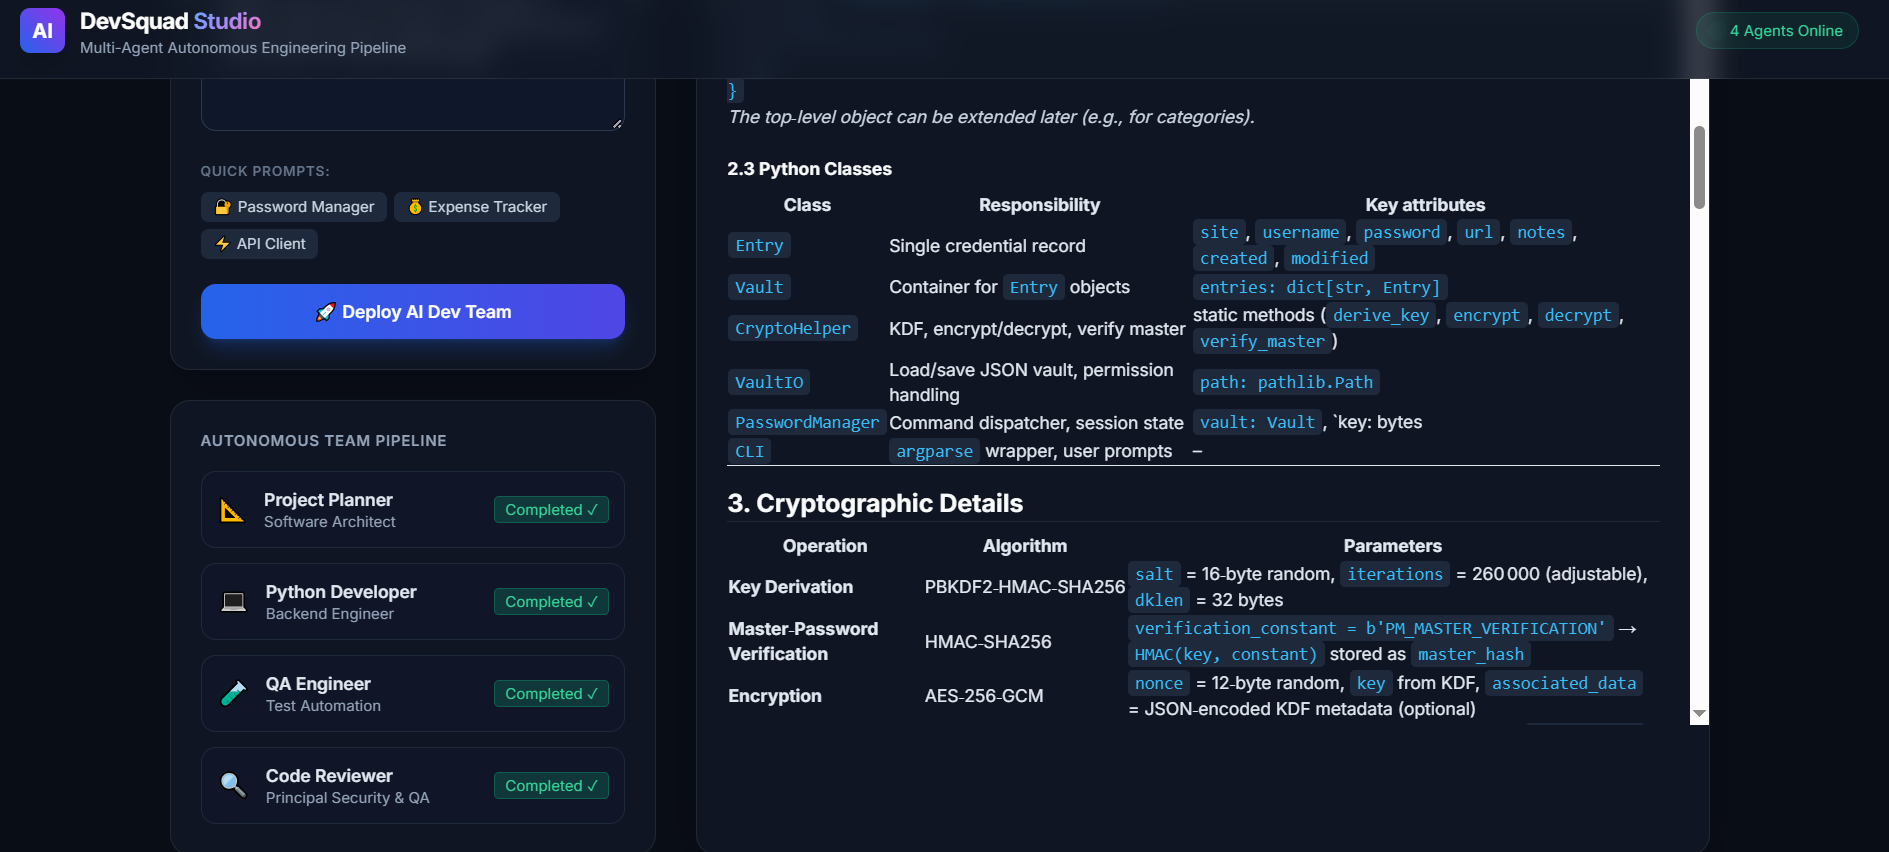 AI
DevSquad Studio
Multi-Agent Autonomous Engineering Pipeline
4 Agents Online
QUICK PROMPTS:
Password Manager
Expense Tracker
API Client
Deploy AI Dev Team
AUTONOMOUS TEAM PIPELINE
Project Planner
Software Architect
Completed ✓
Python Developer
Backend Engineer
Completed ✓
QA Engineer
Test Automation
Completed ✓
Code Reviewer
Principal Security & QA
Completed ✓
}
The top-level object can be extended later (e.g., for categories).
2.3 Python Classes
Class Responsibility Key attributes
Entry Single credential record site, username, password, url, notes,
created, modified
Vault Container for Entry objects entries: dict[str, Entry]
CryptoHelper KDF, encrypt/decrypt, verify master static methods (derive_key, encrypt, decrypt,
verify_master)
VaultIO Load/save JSON vault, permission
handling path: pathlib.Path
PasswordManager Command dispatcher, session state vault: Vault, `key: bytes
CLI argparse wrapper, user prompts –
3. Cryptographic Details
Operation Algorithm Parameters
Key Derivation PBKDF2-HMAC-SHA256 salt = 16-byte random, iterations = 260 000 (adjustable),
dklen = 32 bytes
Master-Password
Verification HMAC-SHA256 verification_constant = b'PM_MASTER_VERIFICATION' →
HMAC(key, constant) stored as master_hash
Encryption AES-256-GCM nonce = 12-byte random, key from KDF, associated_data
= JSON-encoded KDF metadata (optional)